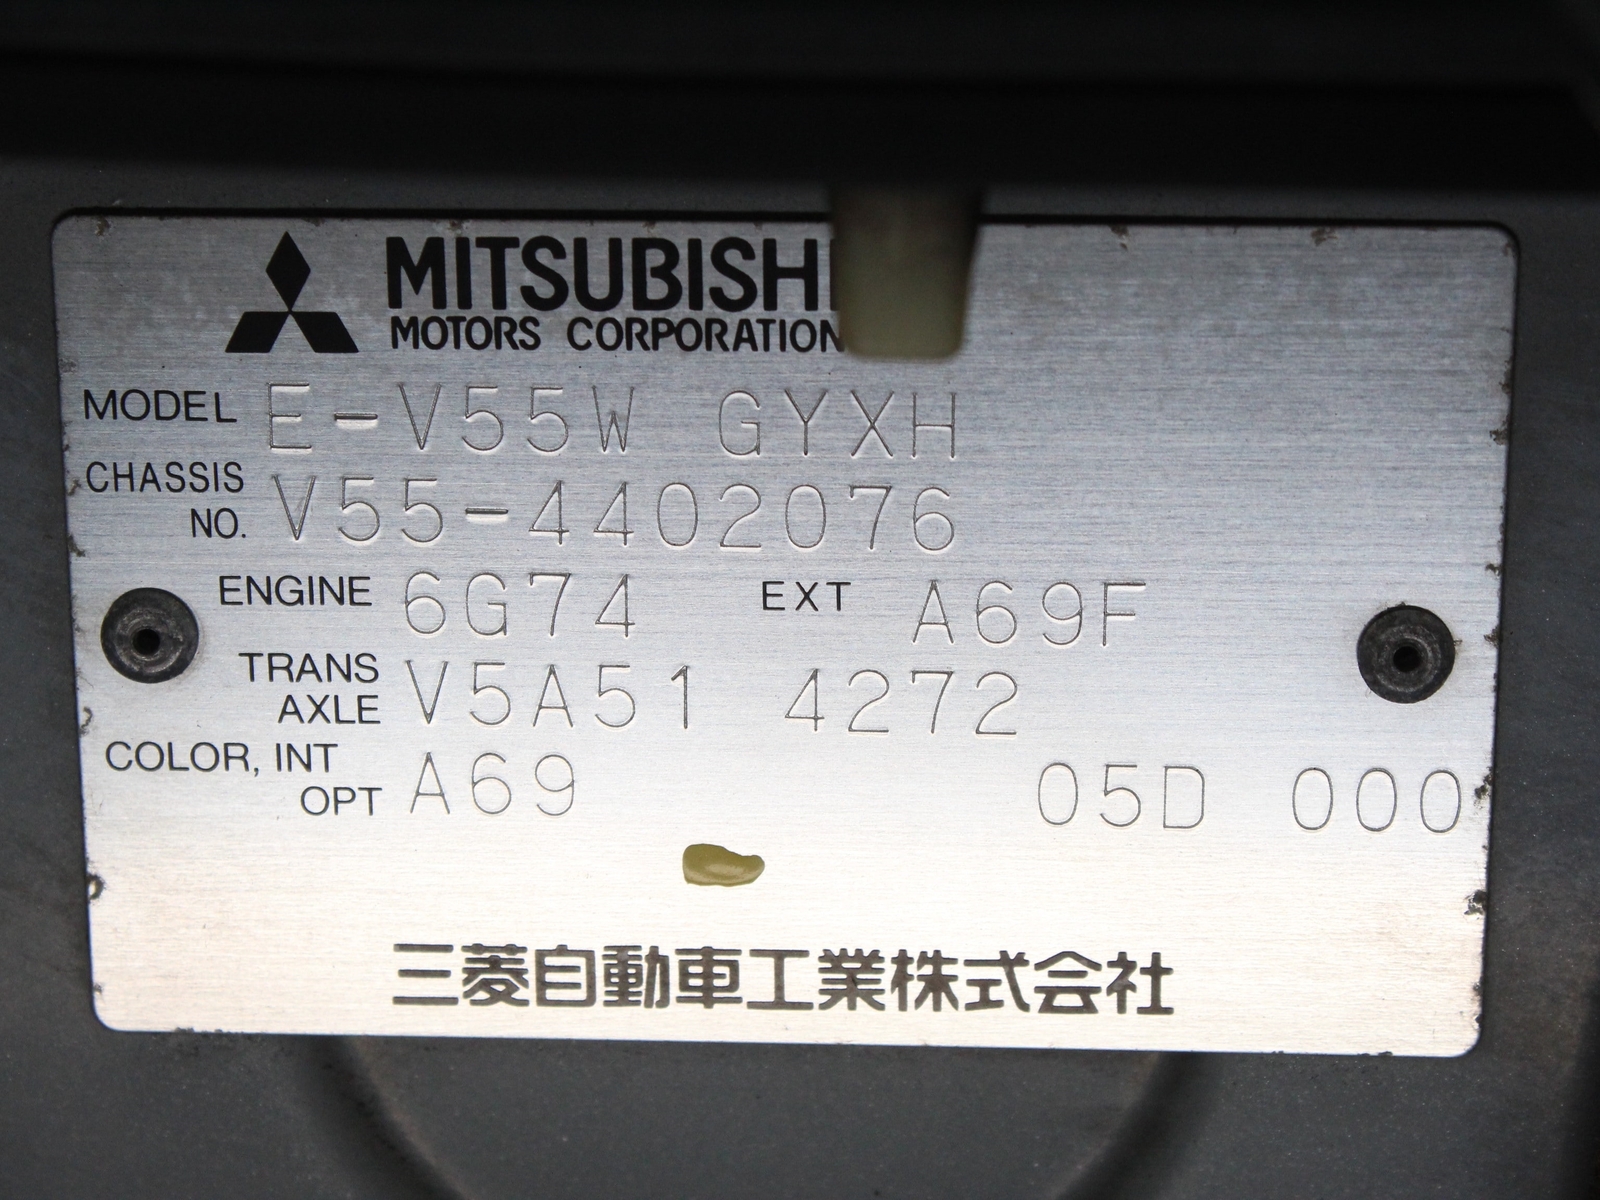 MITSUBISHI
MOTORS CORPORATION
MODEL E-V55W GYXH
CHASSIS NO. V55-4402076
ENGINE 6G74 EXT A69F
TRANS AXLE V5A51 4272
COLOR, INT OPT A69 05D 000
三菱自動車工業株式会社